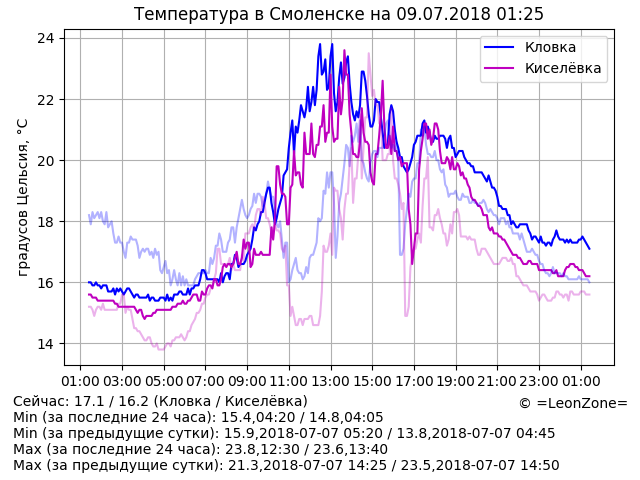 Температура в Смоленске на 09.07.2018 01:25
градусов Цельсия, °C
24
22
20
18
16
14
Кловка
Киселёвка
01:00 03:00 05:00 07:00 09:00 11:00 13:00 15:00 17:00 19:00 21:00 23:00 01:00
Сейчас: 17.1 / 16.2 (Кловка / Киселёвка)
© =LeonZone=
Min (за последние 24 часа): 15.4,04:20 / 14.8,04:05
Min (за предыдущие сутки): 15.9,2018-07-07 05:20 / 13.8,2018-07-07 04:45
Max (за последние 24 часа): 23.8,12:30 / 23.6,13:40
Max (за предыдущие сутки): 21.3,2018-07-07 14:25 / 23.5,2018-07-07 14:50